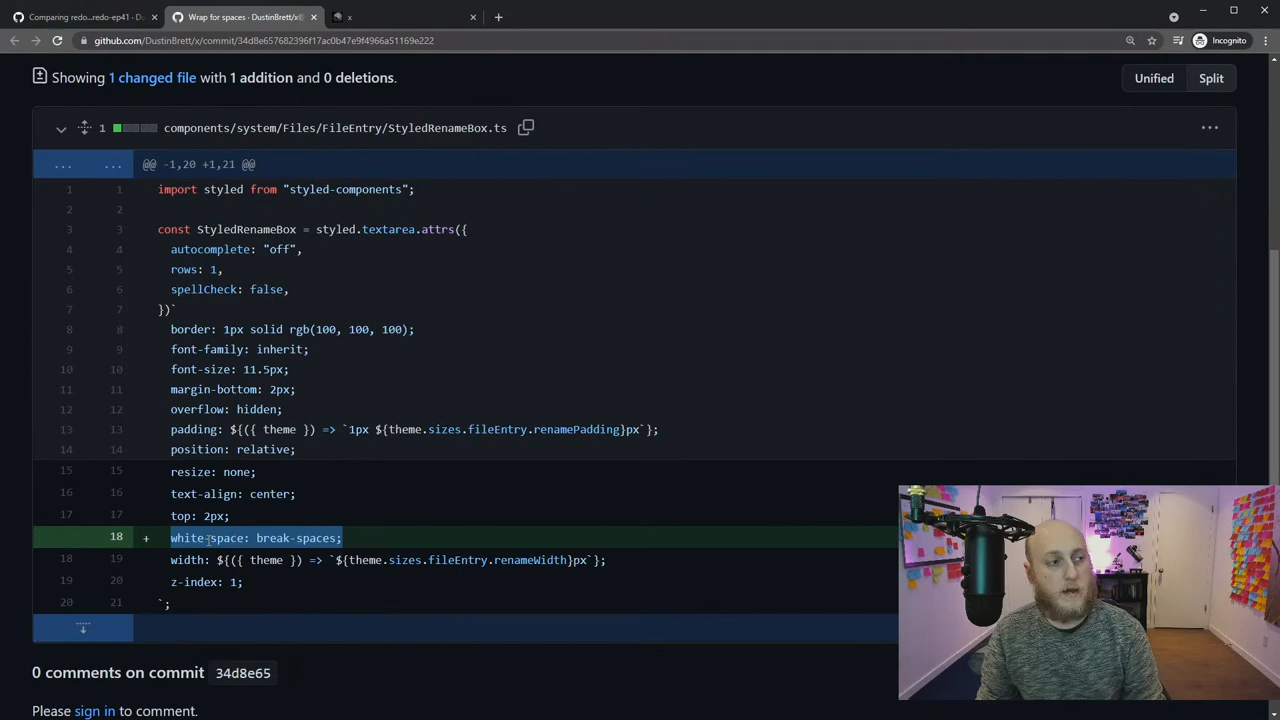 Comparing redo...redo-ep41 · Du
Wrap for spaces · DustinBrett/x@
x
github.com/DustinBrett/x/commit/34d8e657682396f17ac0b47e9f4966a51169e222
Incognito
Showing 1 changed file with 1 addition and 0 deletions.
Unified
Split
1
components/system/Files/FileEntry/StyledRenameBox.ts
...
... ... @@ -1,20 +1,21 @@
1 1 import styled from "styled-components";
2 2
3 3 const StyledRenameBox = styled.textarea.attrs({
4 4 autocomplete: "off",
5 5 rows: 1,
6 6 spellCheck: false,
7 7 })`
8 8 border: 1px solid rgb(100, 100, 100);
9 9 font-family: inherit;
10 10 font-size: 11.5px;
11 11 margin-bottom: 2px;
12 12 overflow: hidden;
13 13 padding: ${({ theme }) => `1px ${theme.sizes.fileEntry.renamePadding}px`};
14 14 position: relative;
15 15 resize: none;
16 16 text-align: center;
17 17 top: 2px;
18 + white-space: break-spaces;
18 19 width: ${({ theme }) => `${theme.sizes.fileEntry.renameWidth}px`};
19 20 z-index: 1;
20 21 `;
0 comments on commit 34d8e65
Please sign in to comment.